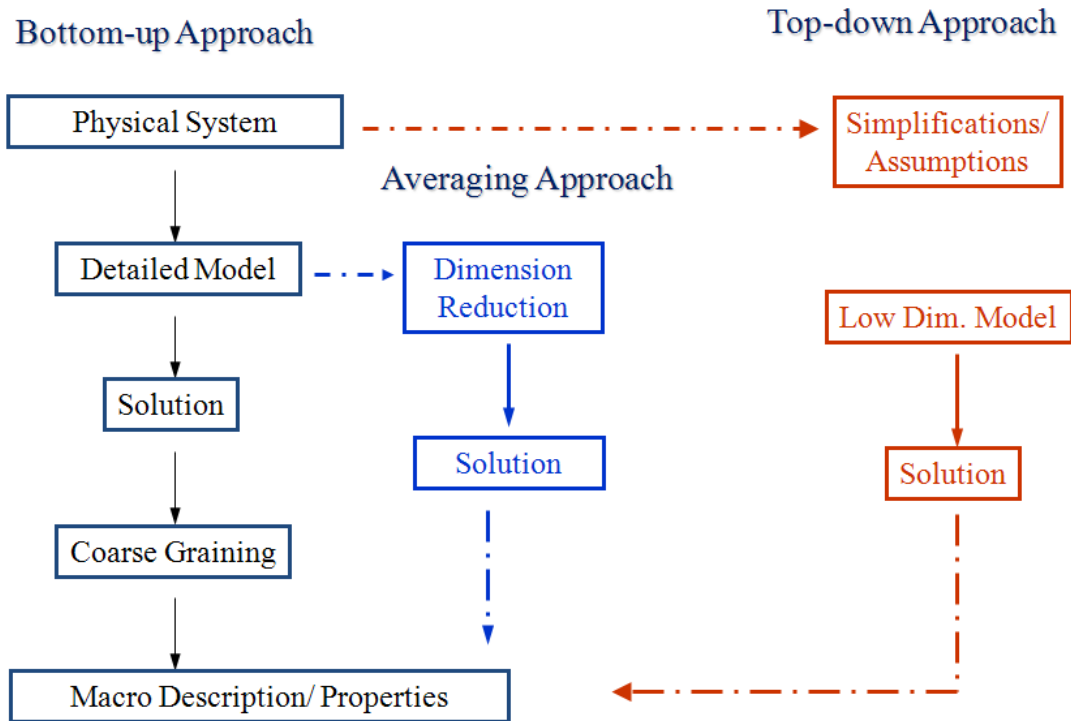 Bottom-up Approach
Top-down Approach
Physical System
Simplifications/
Assumptions
Averaging Approach
Detailed Model
Dimension
Reduction
Low Dim. Model
Solution
Solution
Solution
Coarse Graining
Macro Description/ Properties